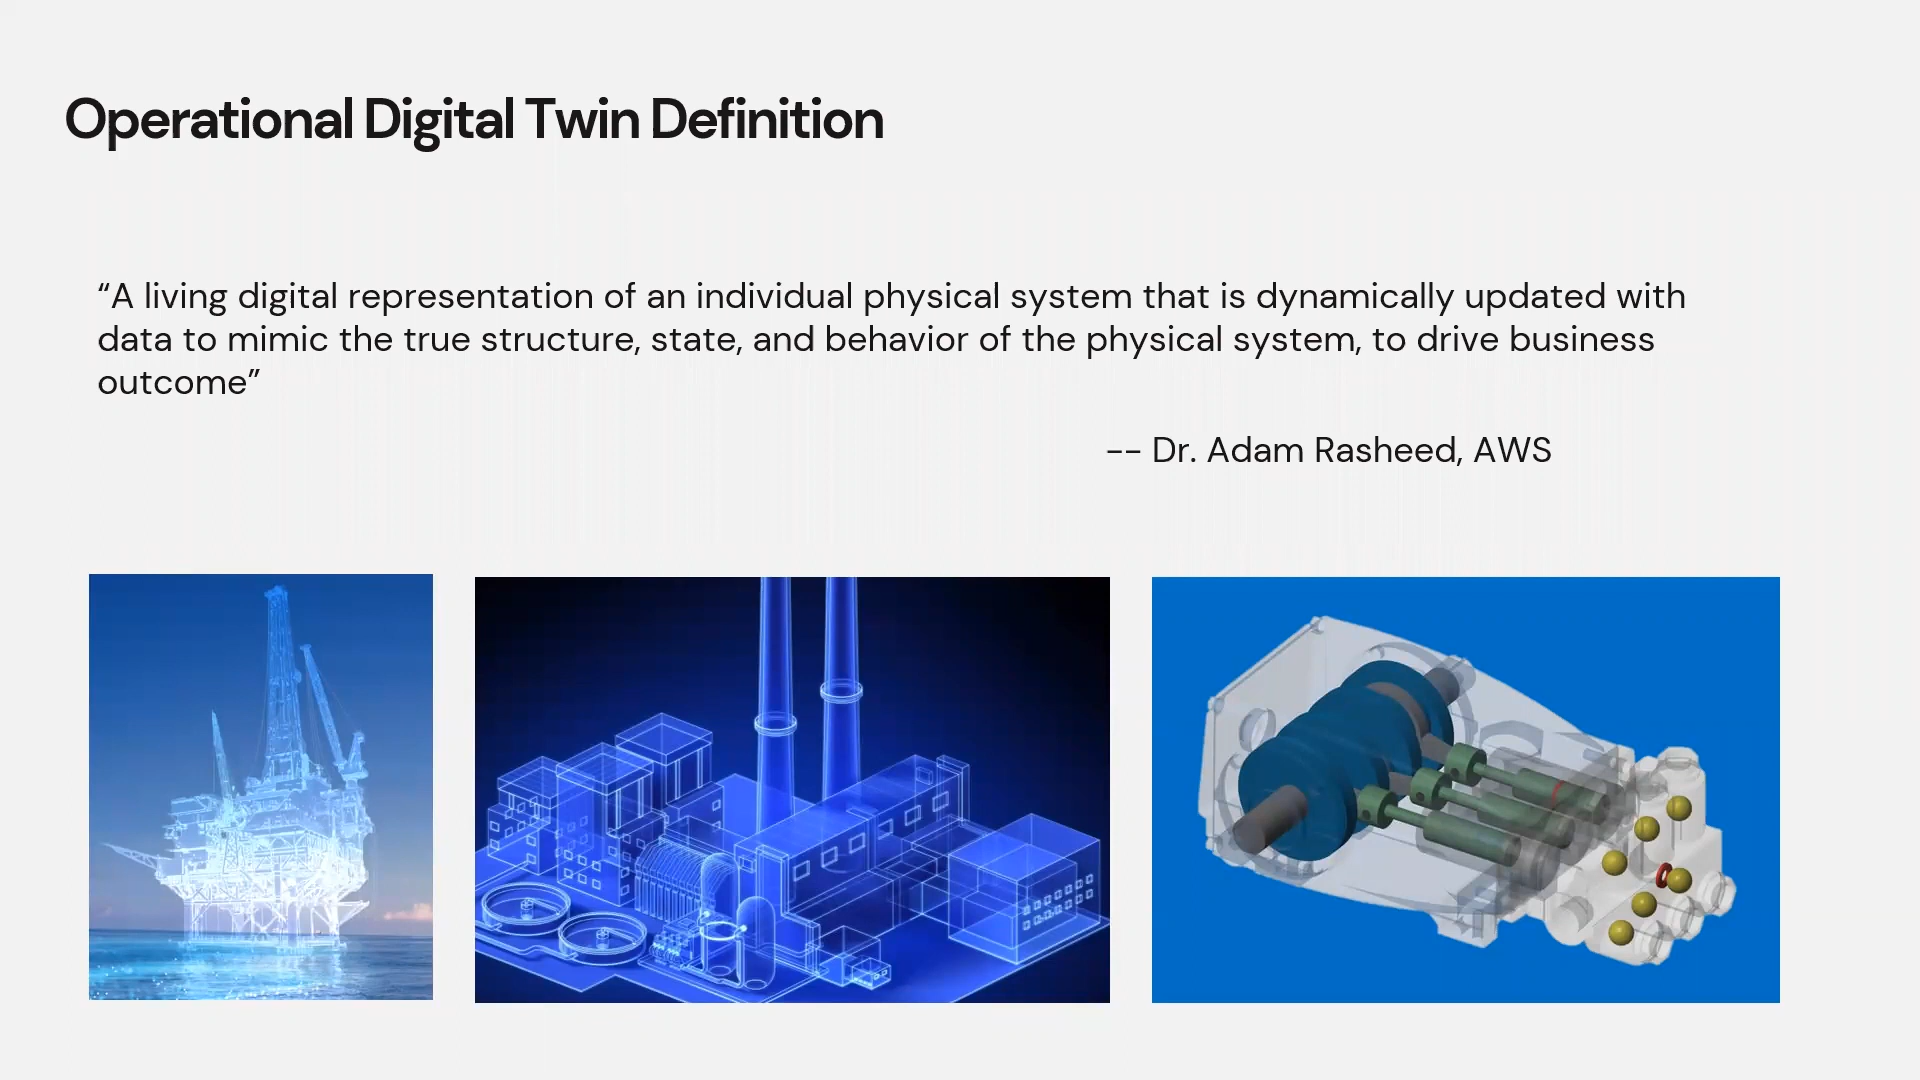 Operational Digital Twin Definition
“A living digital representation of an individual physical system that is dynamically updated with
data to mimic the true structure, state, and behavior of the physical system, to drive business
outcome”
-- Dr. Adam Rasheed, AWS